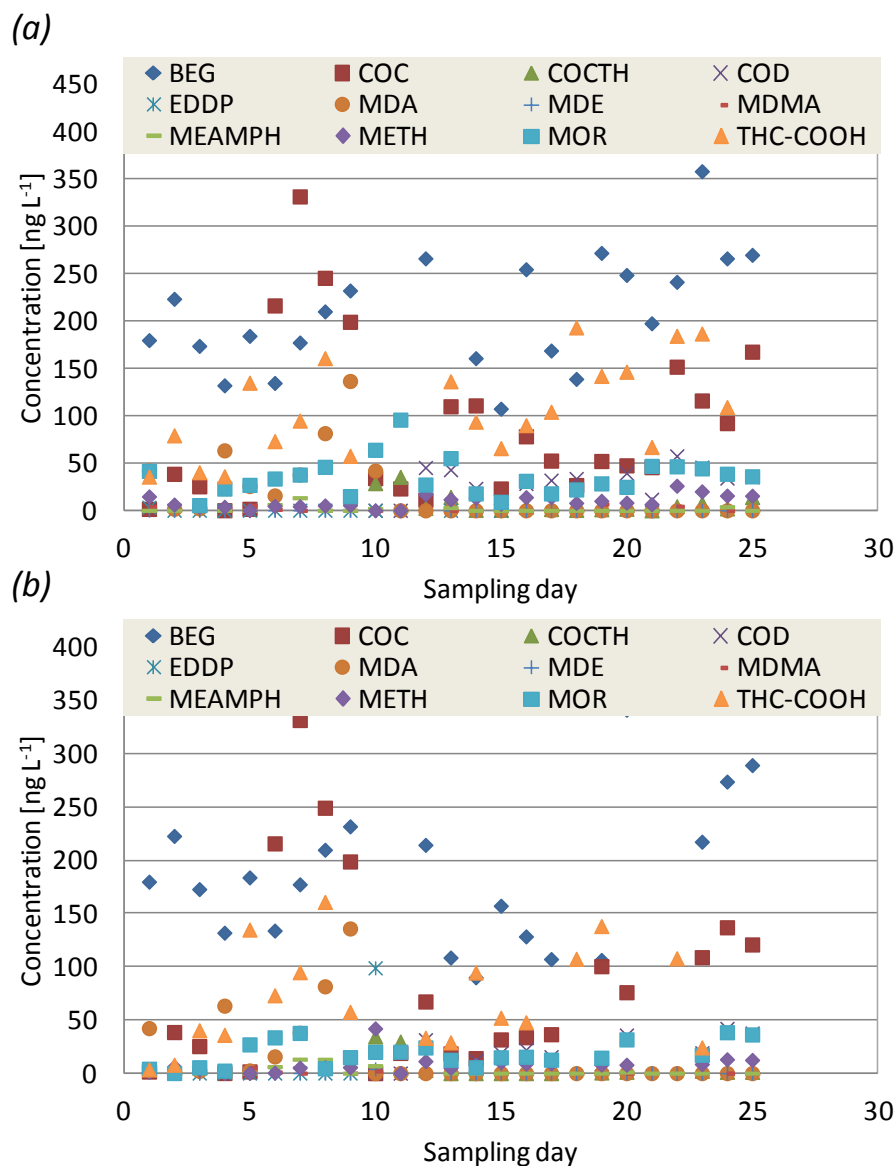 (a)
450 BEG COC COCTH COD
EDDP MDA MDE MDMA
400
MEAMPH METH MOR THC-COOH
350
300
250
200
150
100
50
0
Concentration [ng L-1]
0 5 10 15 20 25 30
Sampling day
(b)
400 BEG COC COCTH COD
EDDP MDA MDE MDMA
350
MEAMPH METH MOR THC-COOH
300
250
200
150
100
50
0
Concentration [ng L-1]
0 5 10 15 20 25 30
Sampling day